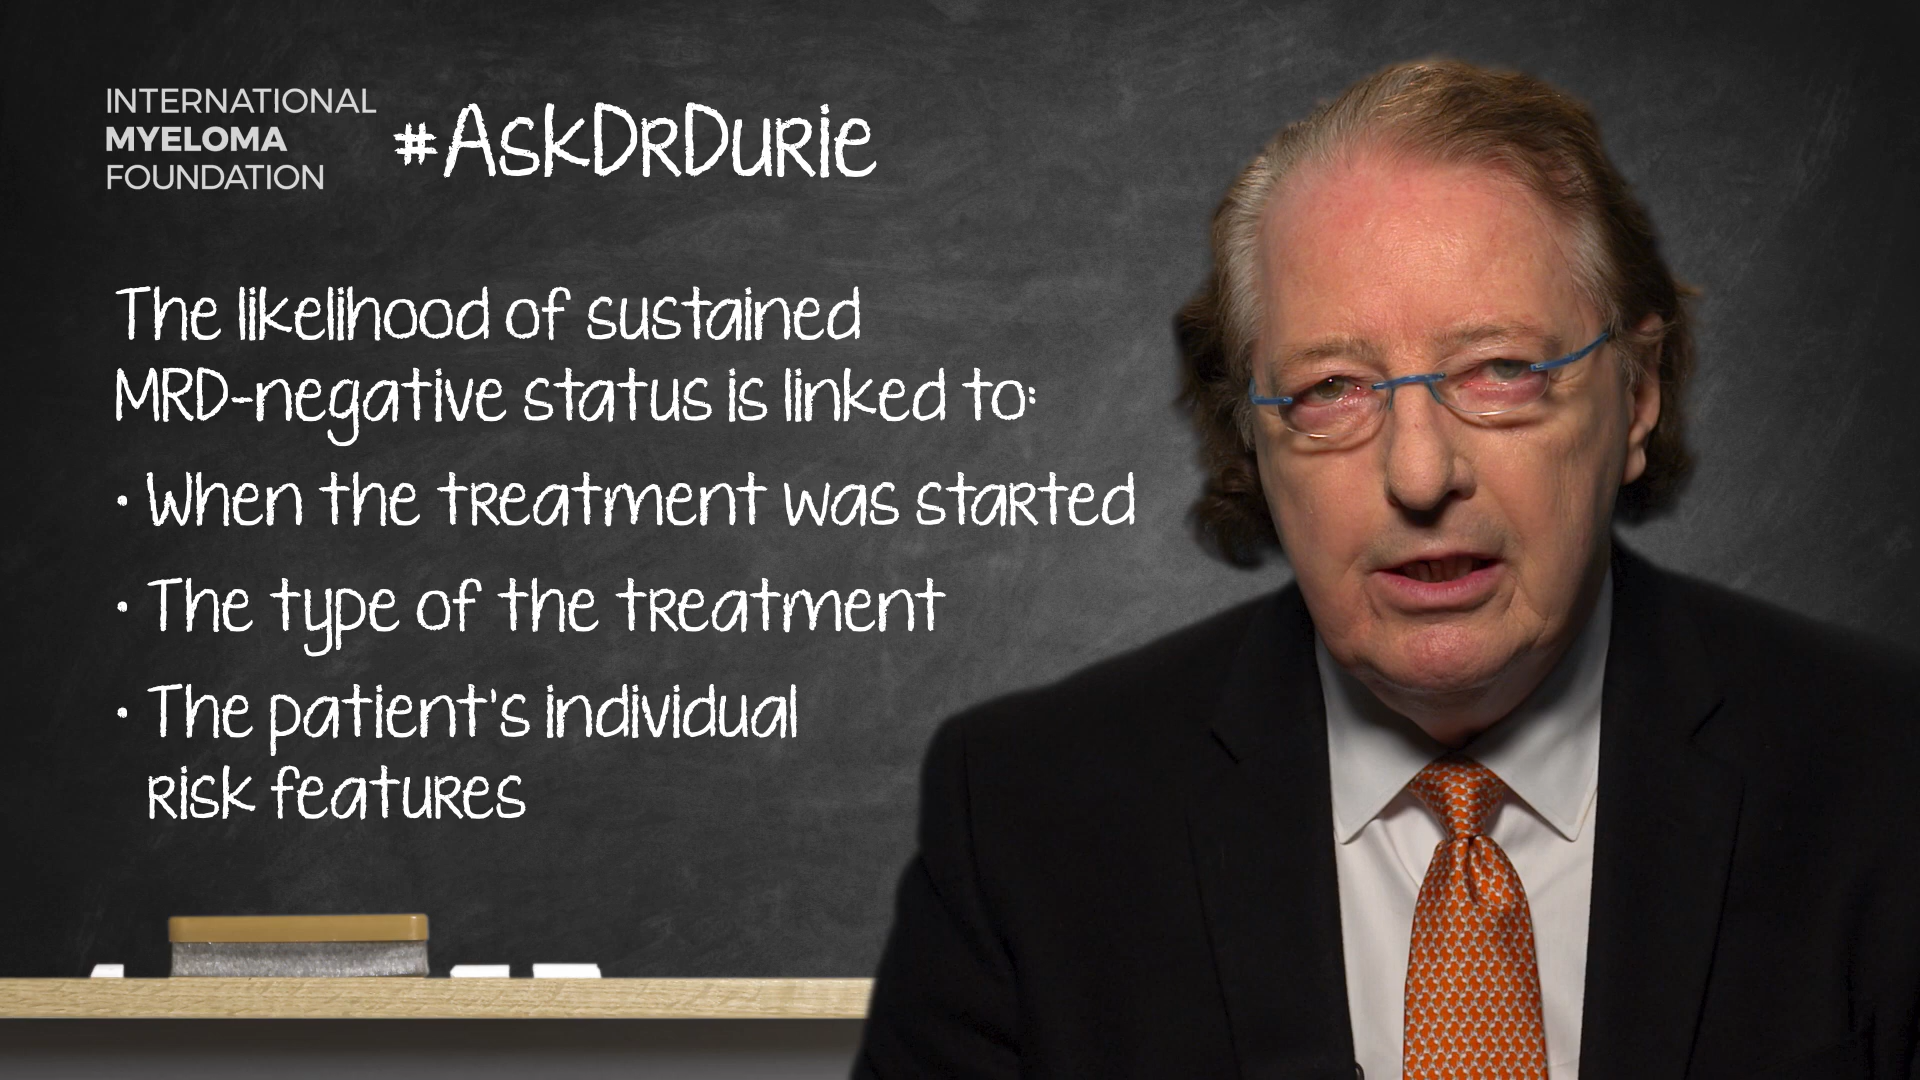 INTERNATIONAL
MYELOMA
FOUNDATION
#AskDrDurie
The likelihood of sustained
MRD-negative status is linked to:
• When the treatment was started
• The type of the treatment
• The patient's individual
risk features